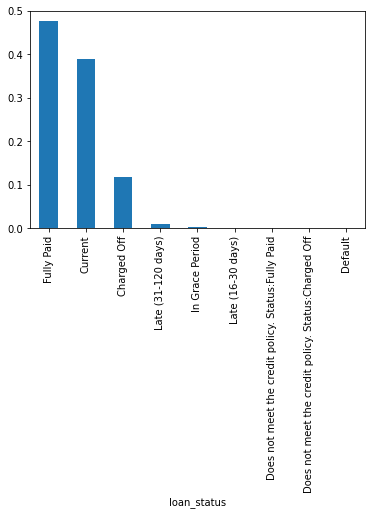 0.5
0.4
0.3
0.2
0.1
0.0
Fully Paid
Current
Charged Off
Late (31-120 days)
In Grace Period
Late (16-30 days)
Does not meet the credit policy. Status:Fully Paid
Does not meet the credit policy. Status:Charged Off
Default
loan_status